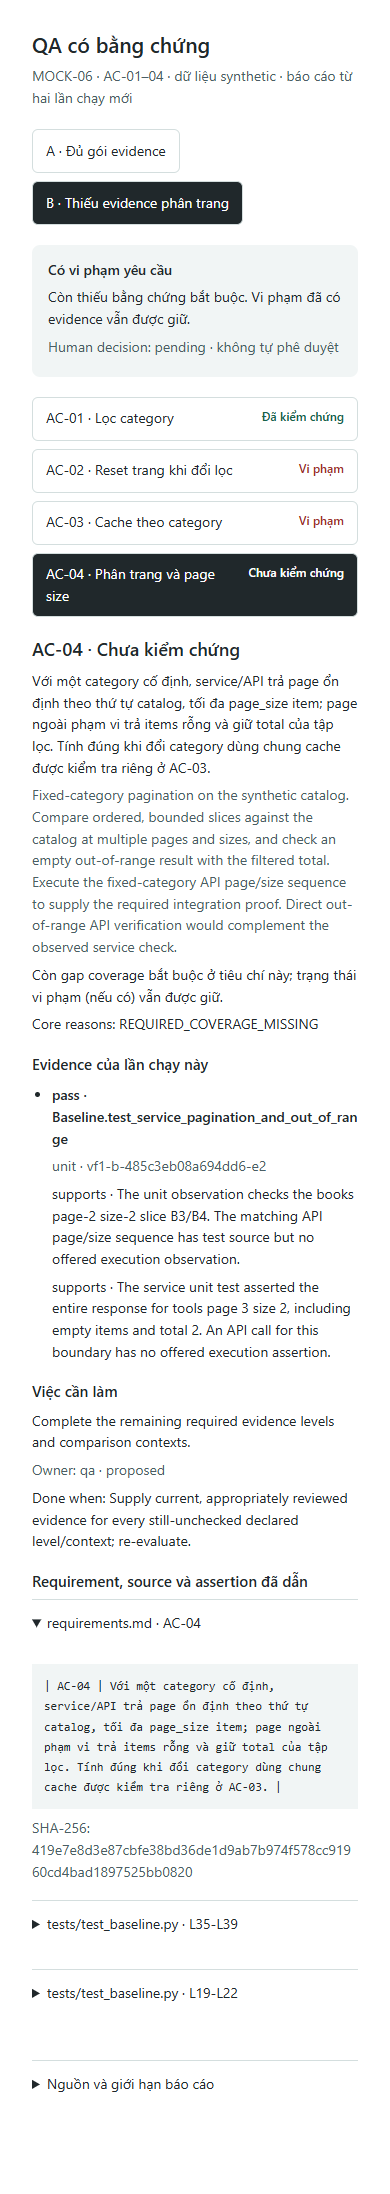 QA có bằng chứng
MOCK-06 · AC-01–04 · dữ liệu synthetic · báo cáo từ
hai lần chạy mới
A · Đủ gói evidence
B · Thiếu evidence phân trang
Có vi phạm yêu cầu
Còn thiếu bằng chứng bắt buộc. Vi phạm đã có
evidence vẫn được giữ.
Human decision: pending · không tự phê duyệt
AC-01 · Lọc category Đã kiểm chứng
AC-02 · Reset trang khi đổi lọc Vi phạm
AC-03 · Cache theo category Vi phạm
AC-04 · Phân trang và page Chưa kiểm chứng
size
AC-04 · Chưa kiểm chứng
Với một category cố định, service/API trả page ổn
định theo thứ tự catalog, tối đa page_size item; page
ngoài phạm vi trả items rỗng và giữ total của tập
lọc. Tính đúng khi đổi category dùng chung cache
được kiểm tra riêng ở AC-03.
Fixed-category pagination on the synthetic catalog.
Compare ordered, bounded slices against the
catalog at multiple pages and sizes, and check an
empty out-of-range result with the filtered total.
Execute the fixed-category API page/size sequence
to supply the required integration proof. Direct out-
of-range API verification would complement the
observed service check.
Còn gap coverage bắt buộc ở tiêu chí này; trạng thái
vi phạm (nếu có) vẫn được giữ.
Core reasons: REQUIRED_COVERAGE_MISSING
Evidence của lần chạy này
• pass ·
Baseline.test_service_pagination_and_out_of_ran
ge
unit · vf1-b-485c3eb08a694dd6-e2
supports · The unit observation checks the books
page-2 size-2 slice B3/B4. The matching API
page/size sequence has test source but no
offered execution observation.
supports · The service unit test asserted the
entire response for tools page 3 size 2, including
empty items and total 2. An API call for this
boundary has no offered execution assertion.
Việc cần làm
Complete the remaining required evidence levels
and comparison contexts.
Owner: qa · proposed
Done when: Supply current, appropriately reviewed
evidence for every still-unchecked declared
level/context; re-evaluate.
Requirement, source và assertion đã dẫn
▼ requirements.md · AC-04
| AC-04 | Với một category cố định,
service/API trả page ổn định theo thứ tự
catalog, tối đa page_size item; page ngoài
phạm vi trả items rỗng và giữ total của tập
lọc. Tính đúng khi đổi category dùng chung
cache được kiểm tra riêng ở AC-03. |
SHA-256:
419e7e8d3e87cbfe38bd36de1d9ab7b974f578cc919
60cd4bad1897525bb0820
▶ tests/test_baseline.py · L35-L39
▶ tests/test_baseline.py · L19-L22
▶ Nguồn và giới hạn báo cáo